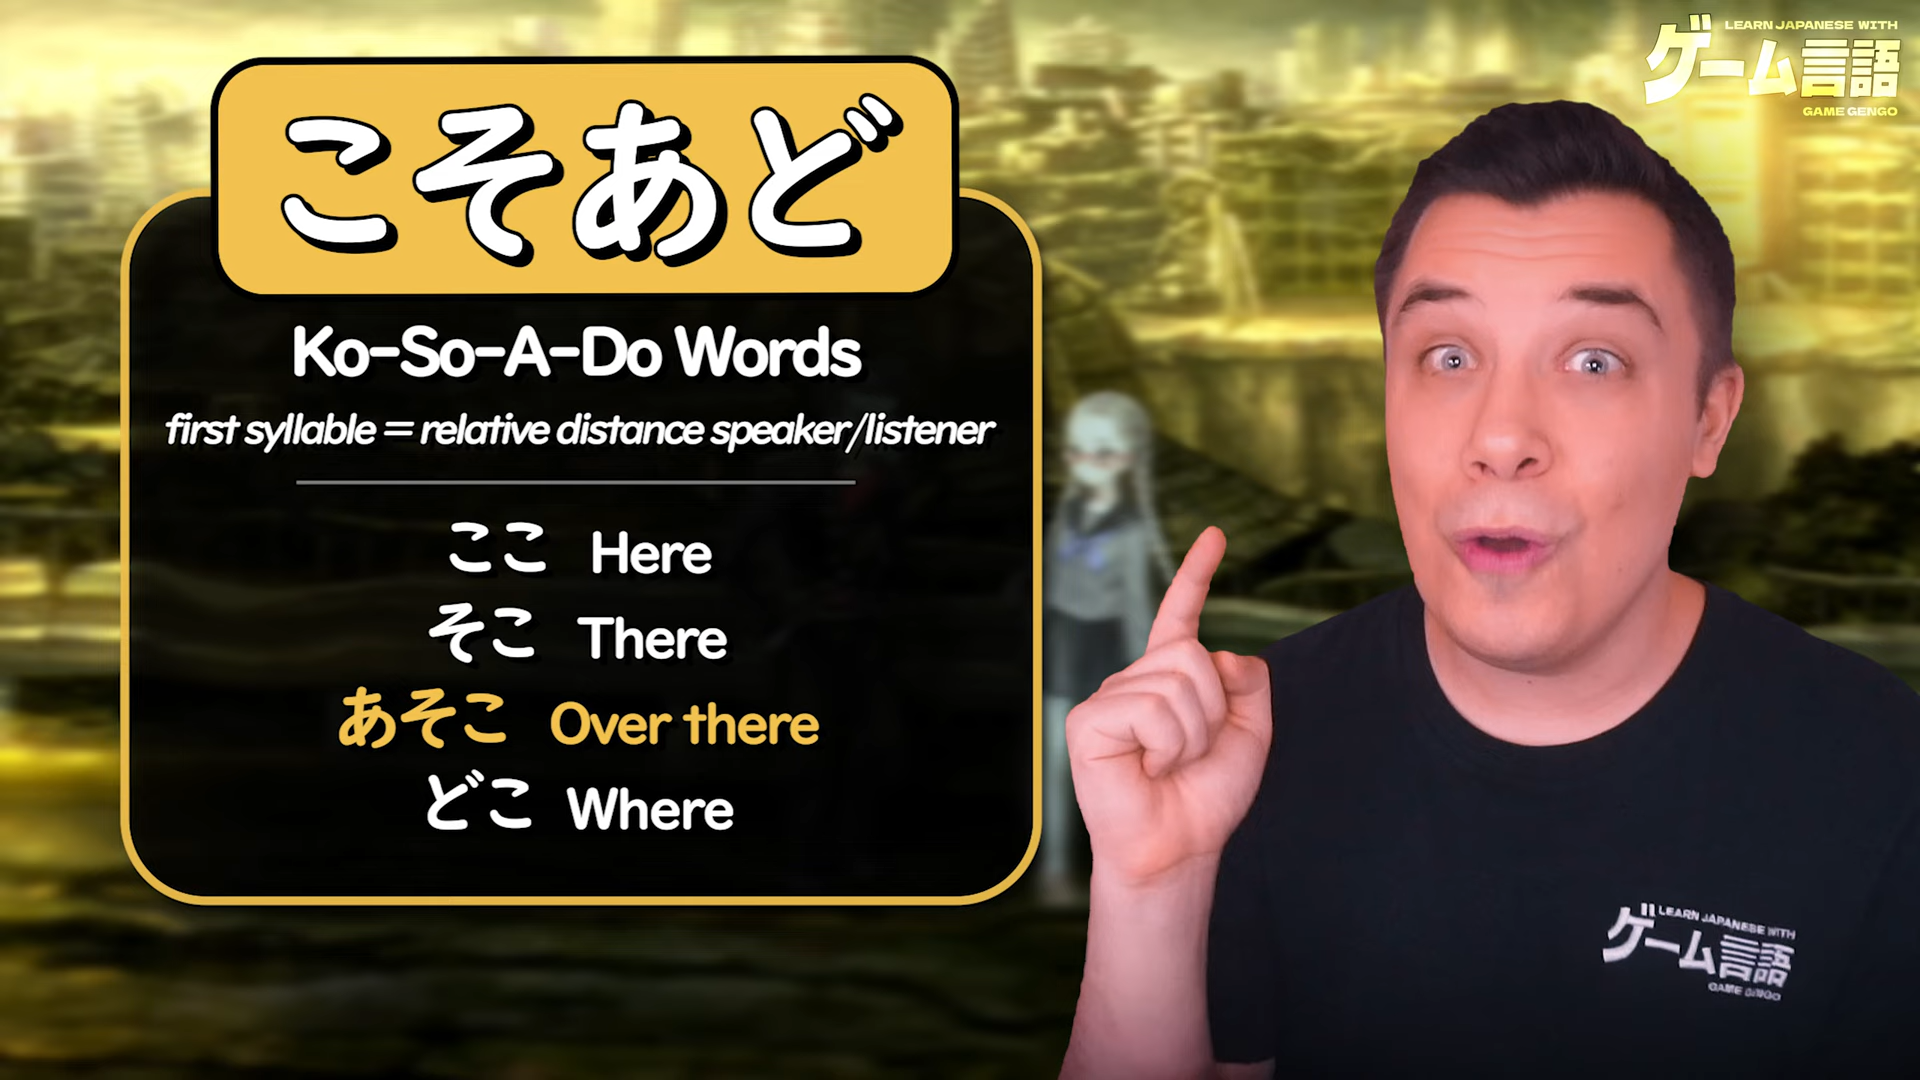 LEARN JAPANESE WITH
ゲーム言語
GAME GENGO
こそあど
Ko-So-A-Do Words
first syllable = relative distance speaker/listener
ここ Here
そこ There
あそこ Over there
どこ Where
LEARN JAPANESE WITH
ゲーム言語
GAME GENGO